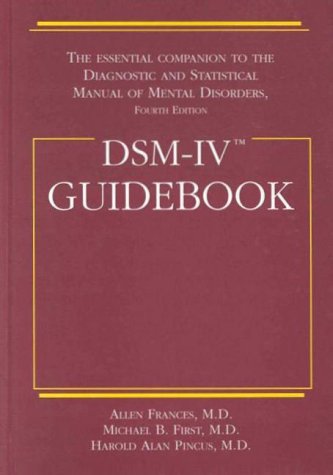 THE ESSENTIAL COMPANION TO THE
DIAGNOSTIC AND STATISTICAL
MANUAL OF MENTAL DISORDERS,
FOURTH EDITION
DSM-IV™
GUIDEBOOK
ALLEN FRANCES, M.D.
MICHAEL B. FIRST, M.D.
HAROLD ALAN PINCUS, M.D.